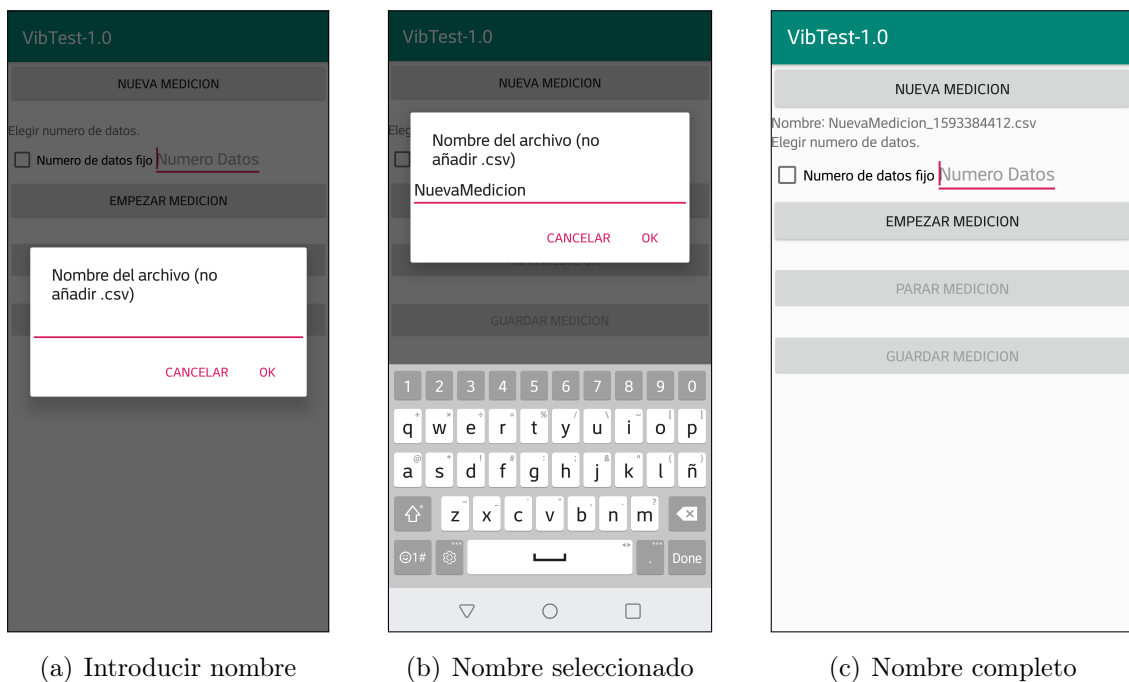 VibTest-1.0
NUEVA MEDICION
Elegir numero de datos.
Numero de datos fijo Numero Datos
EMPEZAR MEDICION
Nombre del archivo (no
añadir .csv)
CANCELAR OK
(a) Introducir nombre
VibTest-1.0
NUEVA MEDICION
Eleg
Nombre del archivo (no
añadir .csv)
NuevaMedicion
CANCELAR OK
GUARDAR MEDICION
1 2 3 4 5 6 7 8 9 0
q w e r t y u i o p
a s d f g h j k l ñ
z x c v b n m
☺1# . Done
(b) Nombre seleccionado
VibTest-1.0
NUEVA MEDICION
Nombre: NuevaMedicion_1593384412.csv
Elegir numero de datos.
Numero de datos fijo Numero Datos
EMPEZAR MEDICION
PARAR MEDICION
GUARDAR MEDICION
(c) Nombre completo